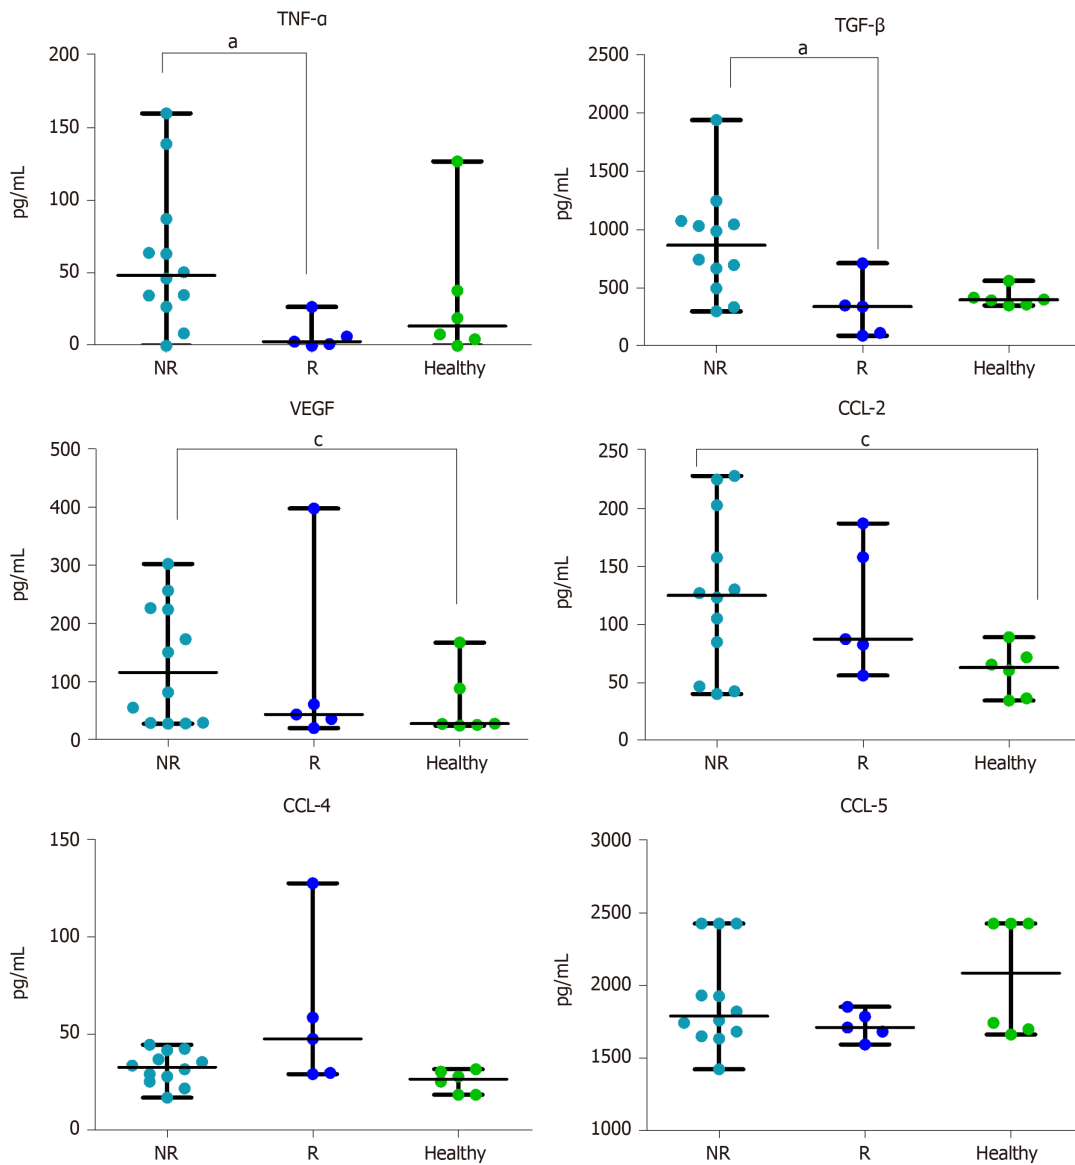 TNF-α
a
200
150
100
50
0
pg/mL
NR
R
Healthy
TGF-β
a
2500
2000
1500
1000
500
0
pg/mL
NR
R
Healthy
VEGF
c
500
400
300
200
100
0
pg/mL
NR
R
Healthy
CCL-2
c
250
200
150
100
50
0
pg/mL
NR
R
Healthy
CCL-4
150
100
50
0
pg/mL
NR
R
Healthy
CCL-5
3000
2500
2000
1500
1000
pg/mL
NR
R
Healthy